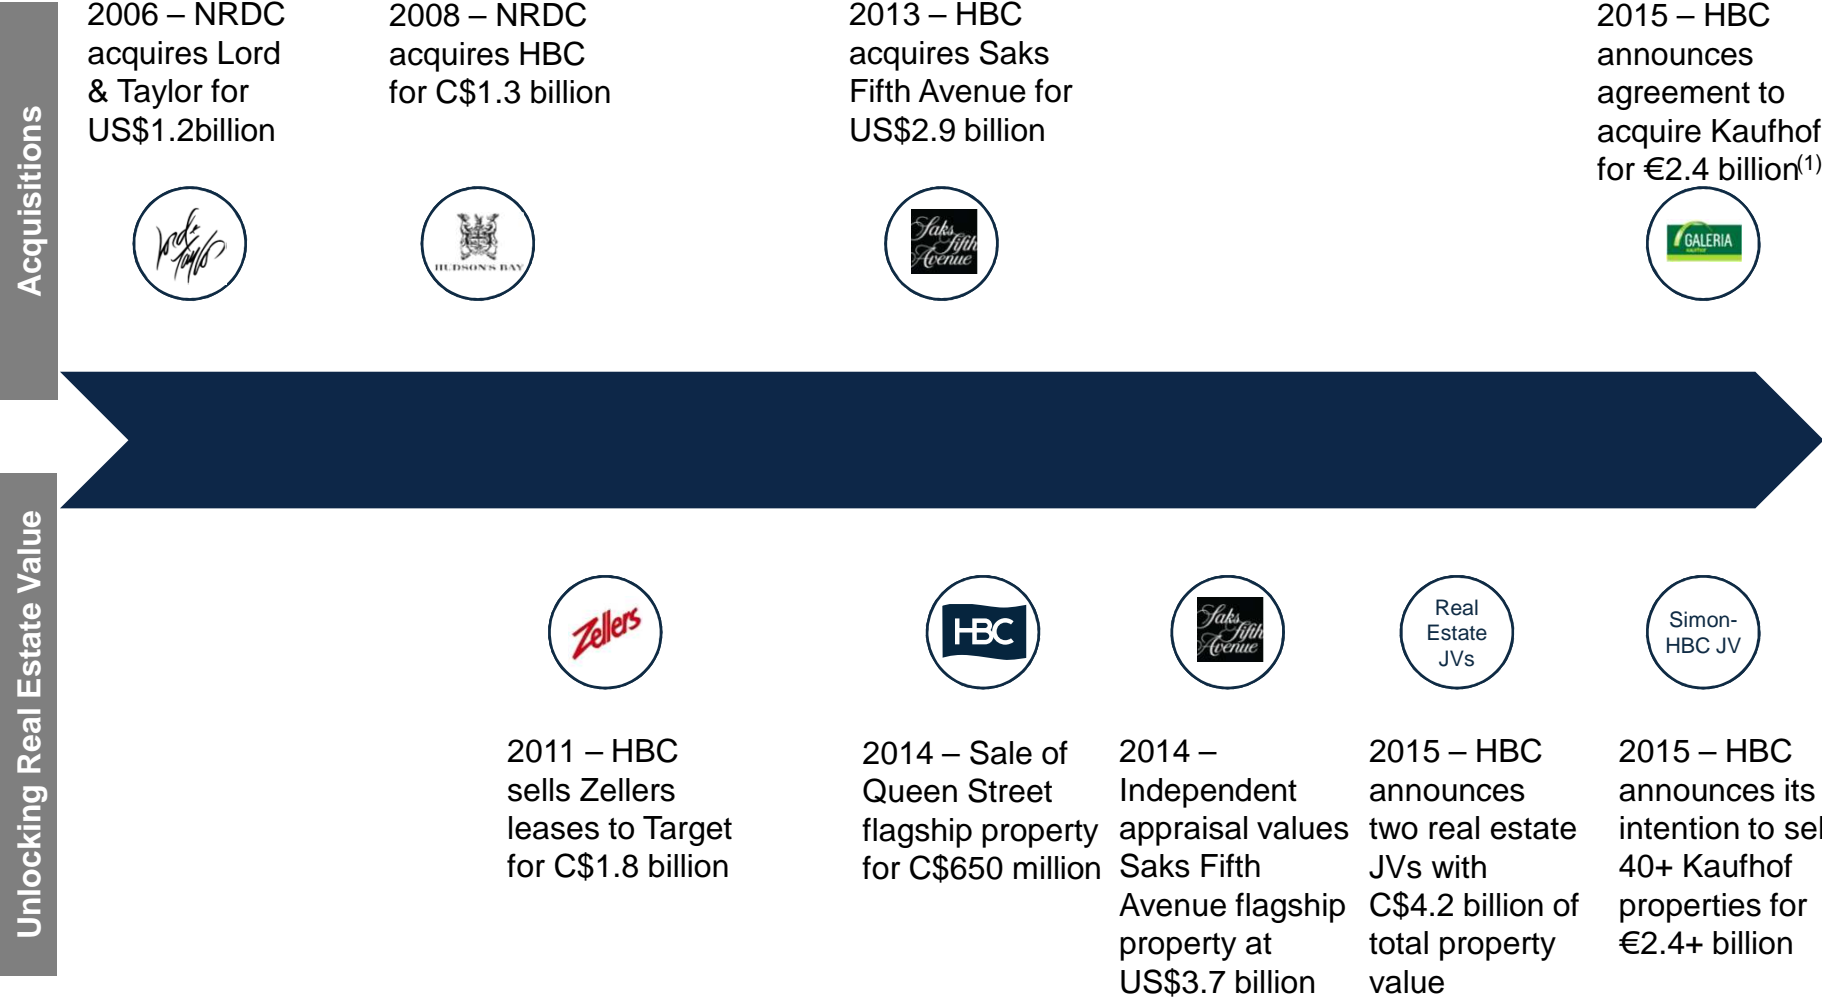 Acquisitions
2006 – NRDC
acquires Lord
& Taylor for
US$1.2billion
2008 – NRDC
acquires HBC
for C$1.3 billion
2013 – HBC
acquires Saks
Fifth Avenue for
US$2.9 billion
2015 – HBC
announces
agreement to
acquire Kaufhof
for €2.4 billion(1)
Lord &
Taylor
HUDSON'S BAY
Saks
Fifth
Avenue
GALERIA
Unlocking Real Estate Value
Zellers
HBC
Saks
Fifth
Avenue
Real
Estate
JVs
Simon-
HBC JV
2011 – HBC
sells Zellers
leases to Target
for C$1.8 billion
2014 – Sale of
Queen Street
flagship property
for C$650 million
2014 –
Independent
appraisal values
Saks Fifth
Avenue flagship
property at
US$3.7 billion
2015 – HBC
announces
two real estate
JVs with
C$4.2 billion of
total property
value
2015 – HBC
announces its
intention to sel
40+ Kaufhof
properties for
€2.4+ billion